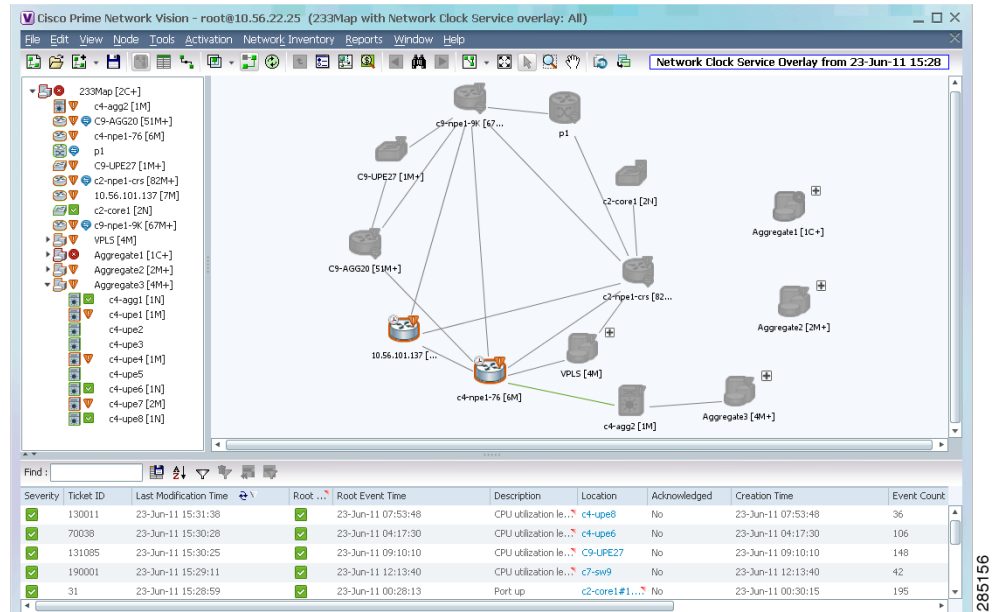 Cisco Prime Network Vision - root@10.56.22.25 (233Map with Network Clock Service overlay: All)
File Edit View Node Tools Activation Network Inventory Reports Window Help
Network Clock Service Overlay from 23-Jun-11 15:28
233Map [2C+]
c4-agg2 [1M]
C9-AGG20 [51M+]
c4-npe1-76 [6M]
p1
C9-UPE27 [1M+]
c2-npe1-crs [82M+]
10.56.101.137 [7M]
c2-core1 [2N]
c9-npe1-9K [67M+]
VPLS [4M]
Aggregate1 [1C+]
Aggregate2 [2M+]
Aggregate3 [4M+]
c4-agg1 [1N]
c4-upe1 [1M]
c4-upe2
c4-upe3
c4-upe4 [1M]
c4-upe5
c4-upe6 [1N]
c4-upe7 [2M]
c4-upe8 [1N]
c9-npe1-9K [67...
p1
C9-UPE27 [1M+]
c2-core1 [2N]
Aggregate1 [1C+]
C9-AGG20 [51M+]
c2-npe1-crs [82...
Aggregate2 [2M+]
10.56.101.137 [...
VPLS [4M]
c4-npe1-76 [6M]
Aggregate3 [4M+]
c4-agg2 [1M]
Find :
Severity Ticket ID Last Modification Time Root ... Root Event Time Description Location Acknowledged Creation Time Event Count
130011 23-Jun-11 15:31:38 23-Jun-11 07:53:48 CPU utilization le... c4-upe8 No 23-Jun-11 07:53:48 36
70038 23-Jun-11 15:30:28 23-Jun-11 04:17:30 CPU utilization le... c4-upe6 No 23-Jun-11 04:17:30 106
131085 23-Jun-11 15:30:25 23-Jun-11 09:10:10 CPU utilization le... C9-UPE27 No 23-Jun-11 09:10:10 148
190001 23-Jun-11 15:29:11 23-Jun-11 12:13:40 CPU utilization le... c7-sw9 No 23-Jun-11 12:13:40 42
31 23-Jun-11 15:28:59 23-Jun-11 00:28:13 Port up c2-core1#1... No 23-Jun-11 00:30:15 195
285156